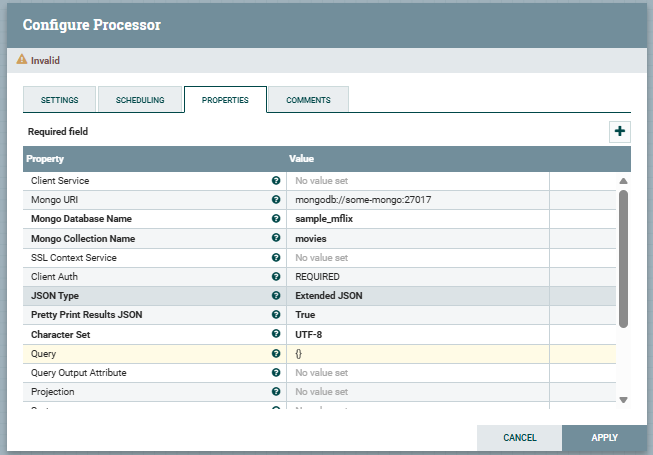 Configure Processor
Invalid
SETTINGS SCHEDULING PROPERTIES COMMENTS
Required field
Property Value
Client Service No value set
Mongo URI mongodb://some-mongo:27017
Mongo Database Name sample_mflix
Mongo Collection Name movies
SSL Context Service No value set
Client Auth REQUIRED
JSON Type Extended JSON
Pretty Print Results JSON True
Character Set UTF-8
Query {}
Query Output Attribute No value set
Projection No value set
CANCEL APPLY